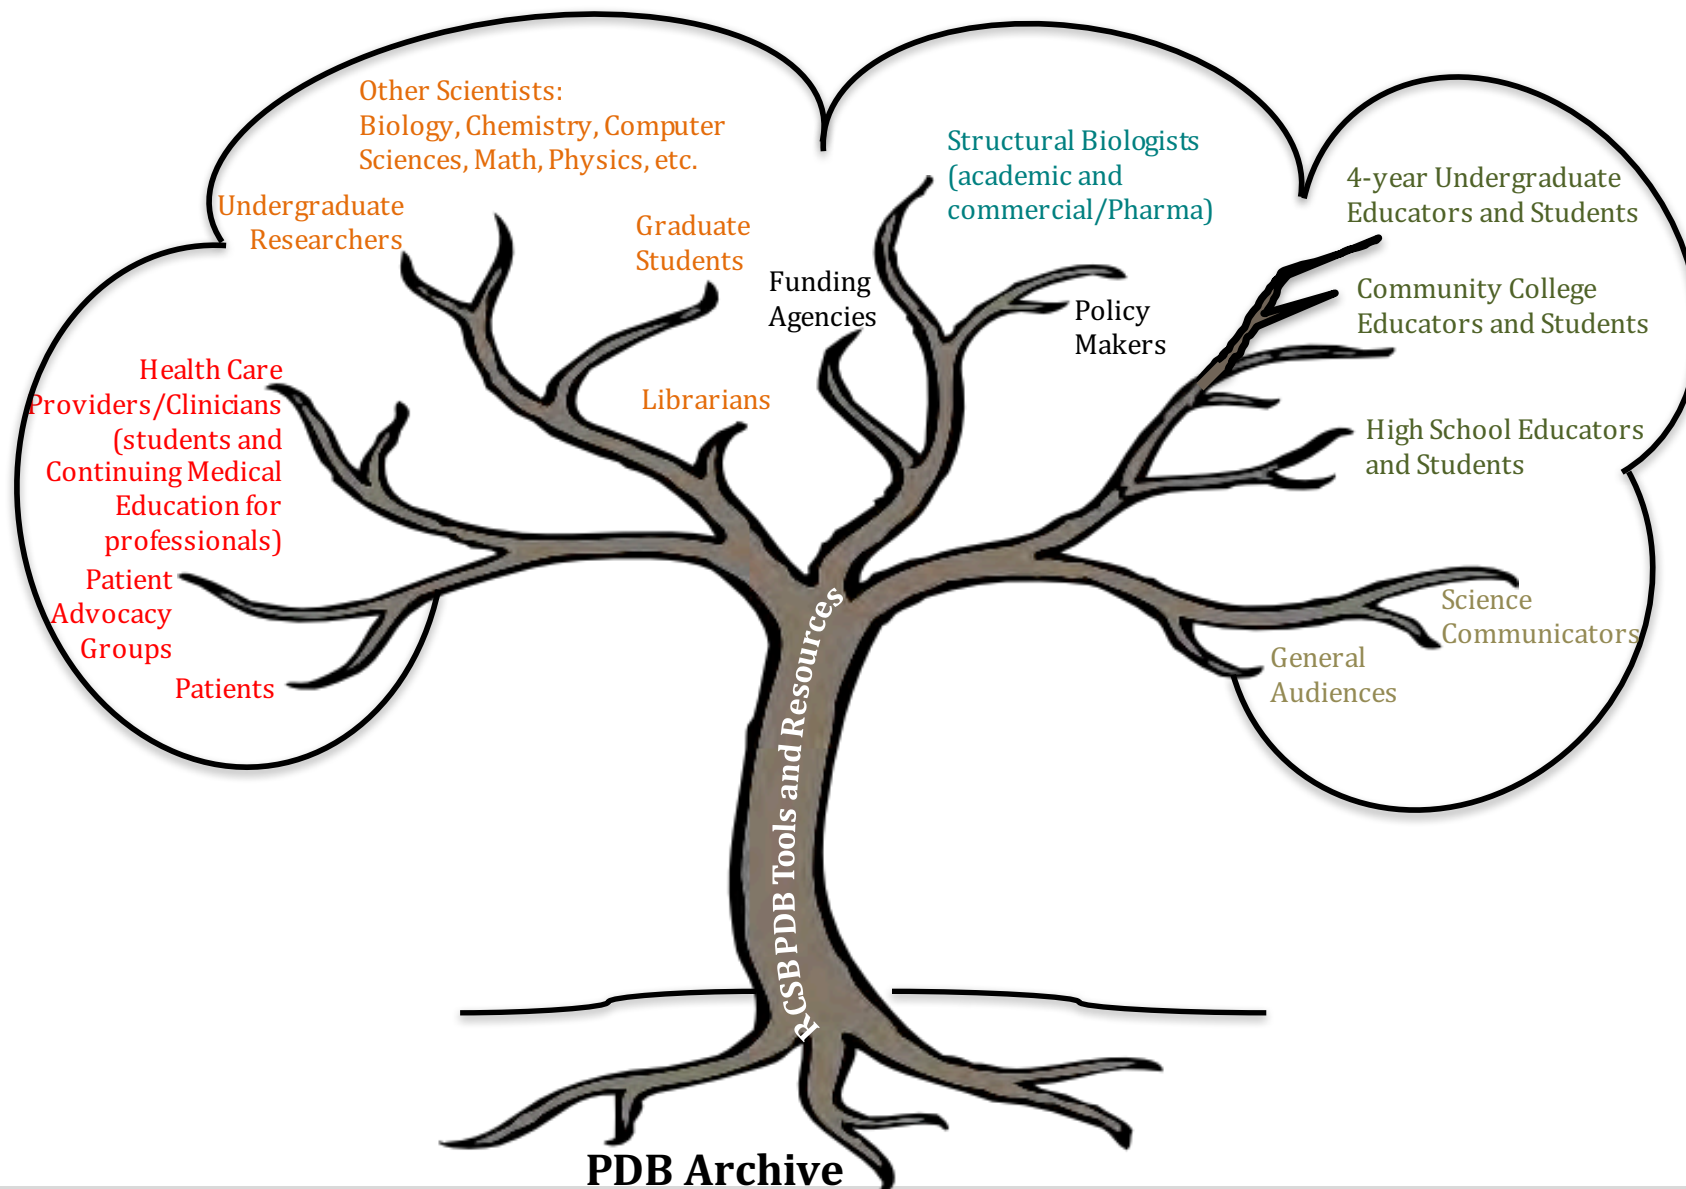 Other Scientists:
Biology, Chemistry, Computer
Sciences, Math, Physics, etc.
Undergraduate
Researchers
Graduate
Students
Structural Biologists
(academic and
commercial/Pharma)
4-year Undergraduate
Educators and Students
Funding
Agencies
Policy
Makers
Community College
Educators and Students
Health Care
Providers/Clinicians
(students and
Continuing Medical
Education for
professionals)
Librarians
High School Educators
and Students
Patient
Advocacy
Groups
Patients
Science
Communicators
General
Audiences
RCSB PDB Tools and Resources
PDB Archive